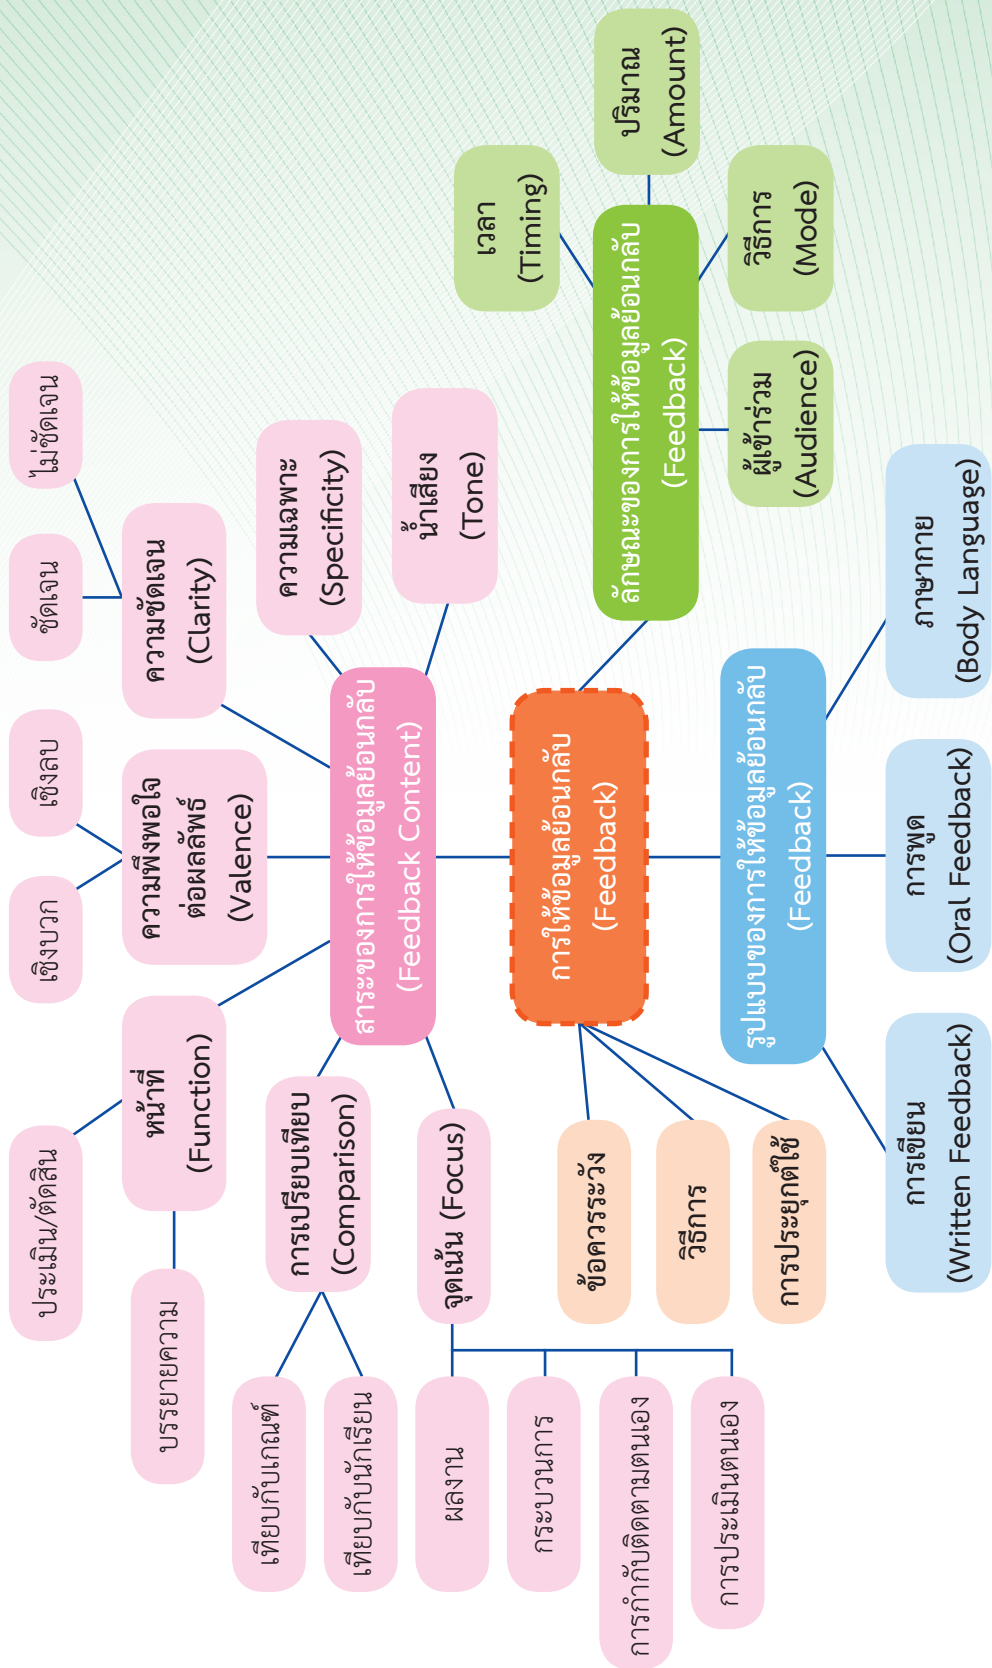 ประเมิน/ตัดสิน
บรรยายความ
หน้าที่
(Function)
เชิงบวก
เชิงลบ
ความพึงพอใจ
ต่อผลลัพธ์
(Valence)
ชัดเจน
ไม่ชัดเจน
ความชัดเจน
(Clarity)
เทียบกับเกณฑ์
เทียบกับนักเรียน
การเปรียบเทียบ
(Comparison)
ความเฉพาะ
(Specificity)
น้ำเสียง
(Tone)
สาระของการให้ข้อมูลย้อนกลับ
(Feedback Content)
จุดเน้น (Focus)
ผลงาน
กระบวนการ
การกำกับติดตามตนเอง
การประเมินตนเอง
การให้ข้อมูลย้อนกลับ
(Feedback)
ข้อควรระวัง
วิธีการ
การประยุกต์ใช้
เวลา
(Timing)
ปริมาณ
(Amount)
ลักษณะของการให้ข้อมูลย้อนกลับ
(Feedback)
ผู้เข้าร่วม
(Audience)
วิธีการ
(Mode)
รูปแบบของการให้ข้อมูลย้อนกลับ
(Feedback)
การเขียน
(Written Feedback)
การพูด
(Oral Feedback)
ภาษากาย
(Body Language)